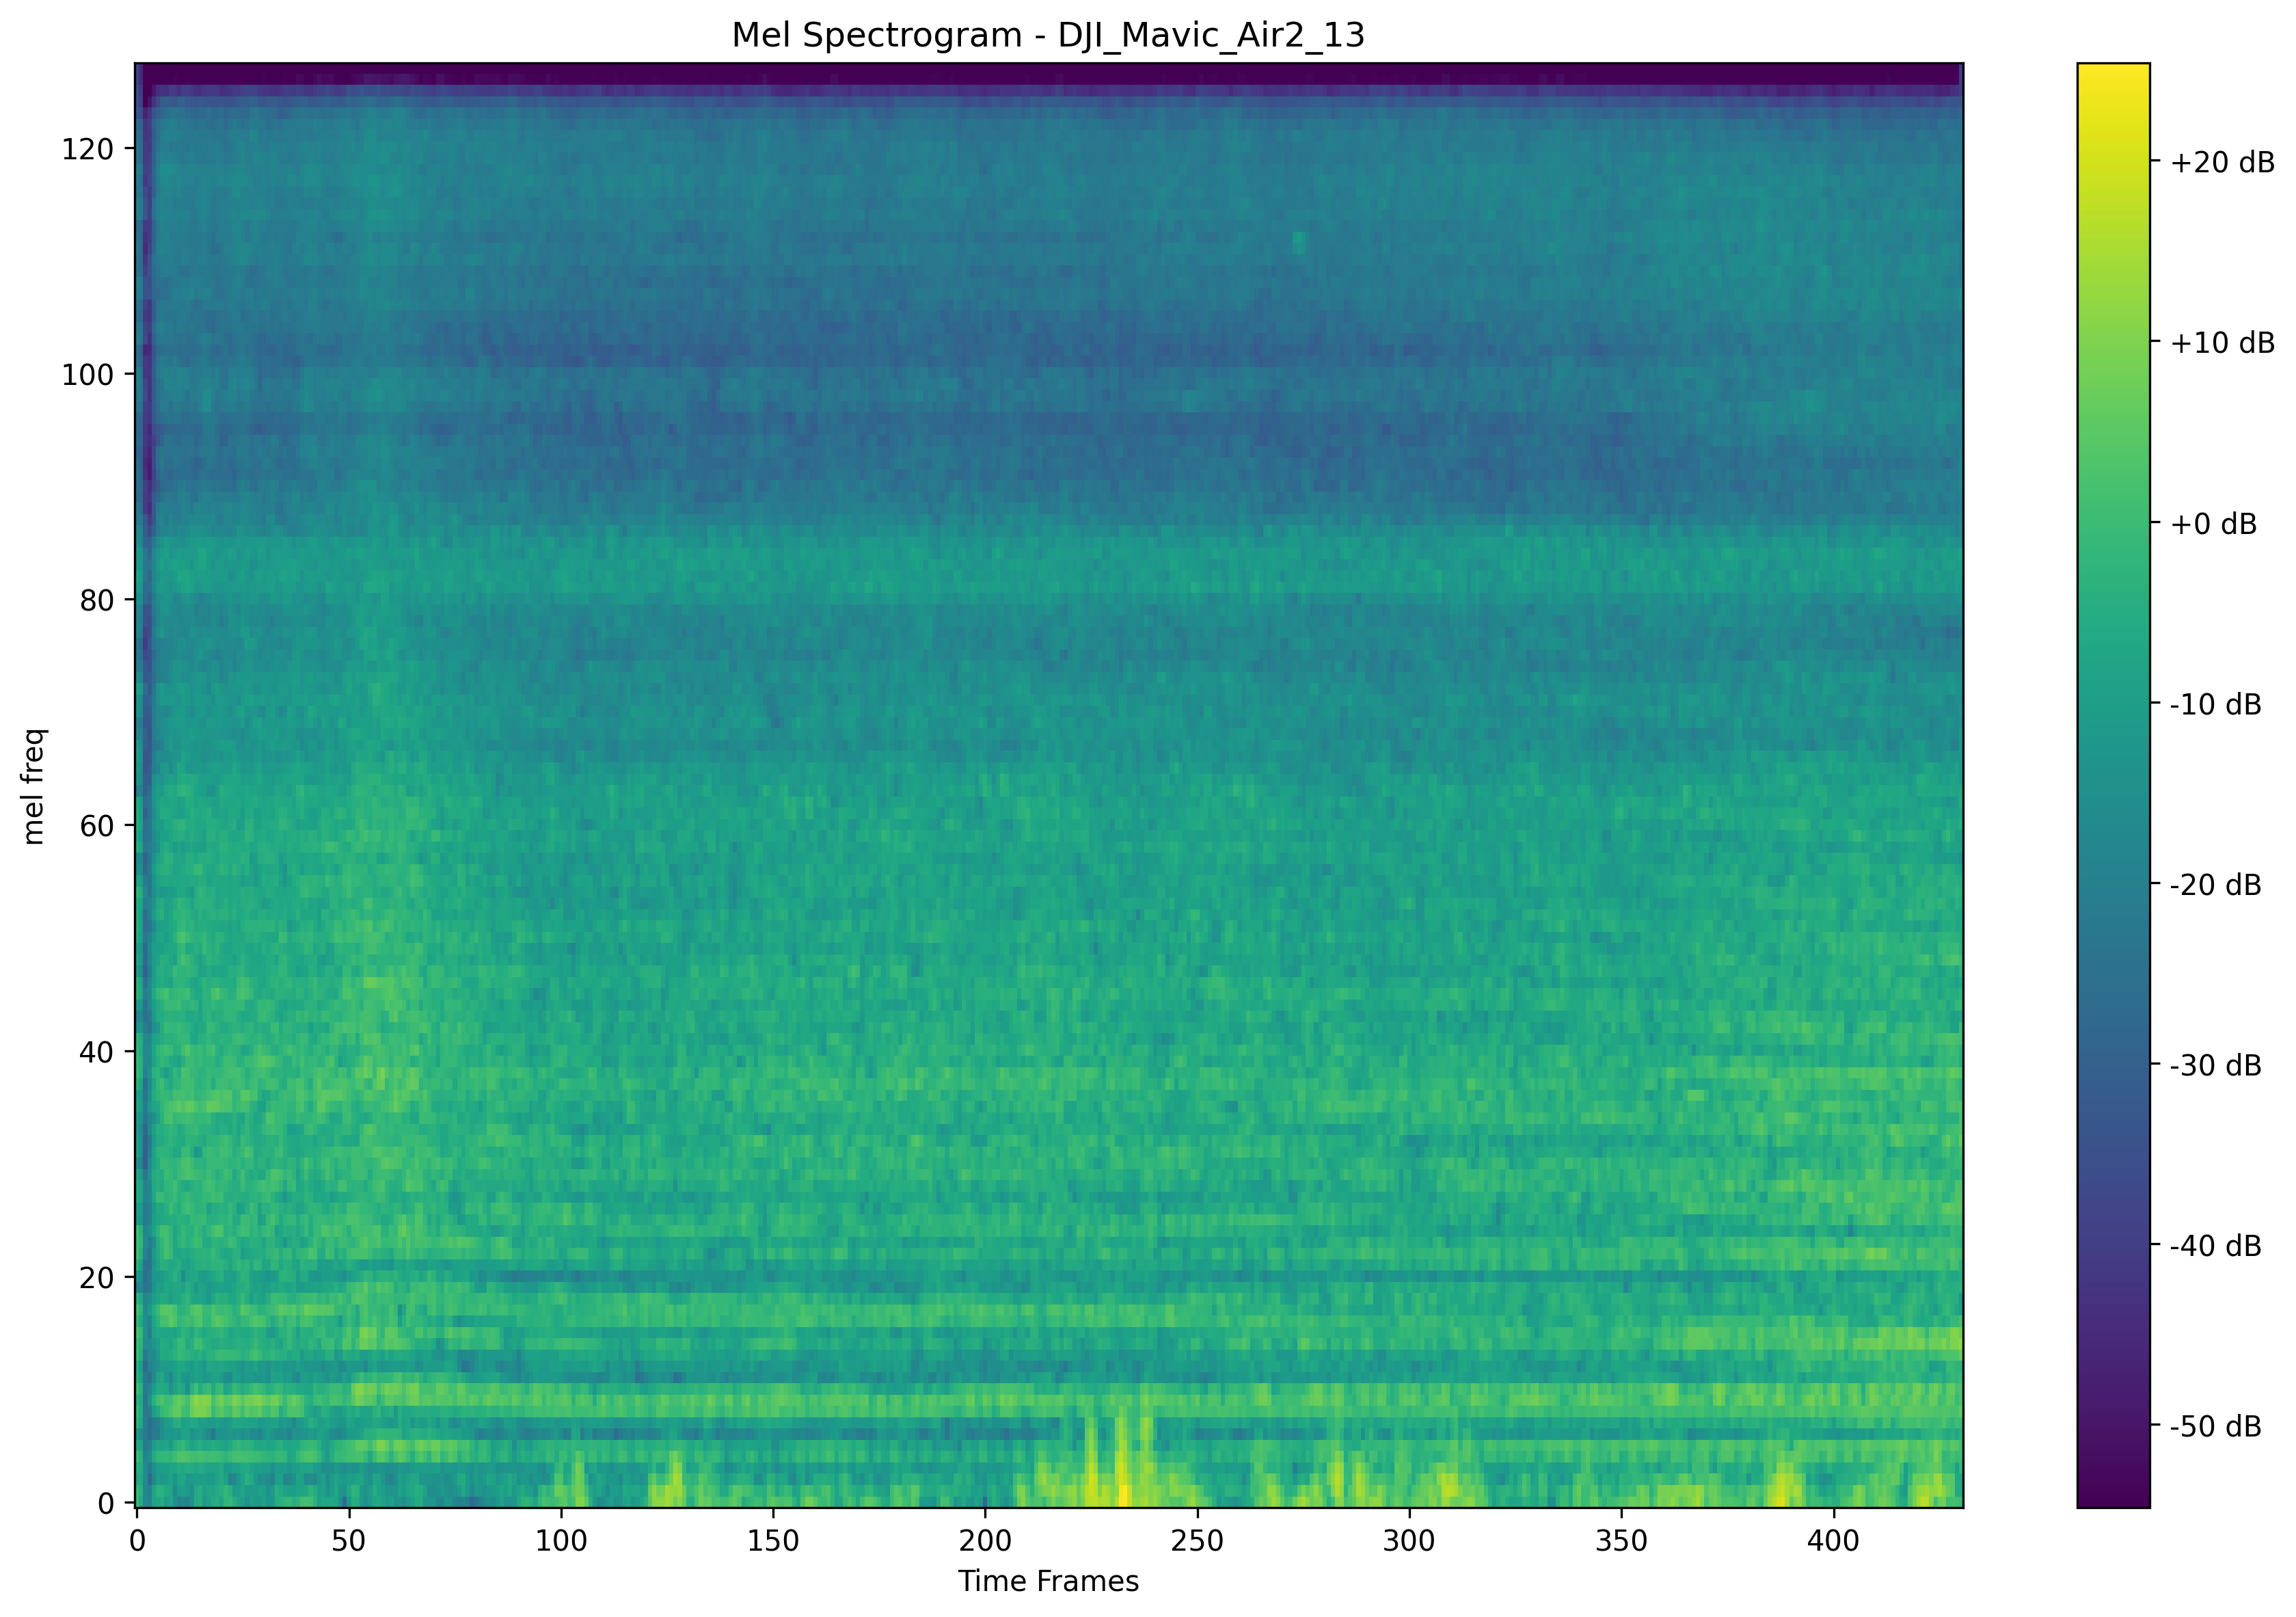 Mel Spectrogram - DJI_Mavic_Air2_13
mel freq
120
100
80
60
40
20
0
0 50 100 150 200 250 300 350 400
Time Frames
+20 dB
+10 dB
+0 dB
-10 dB
-20 dB
-30 dB
-40 dB
-50 dB